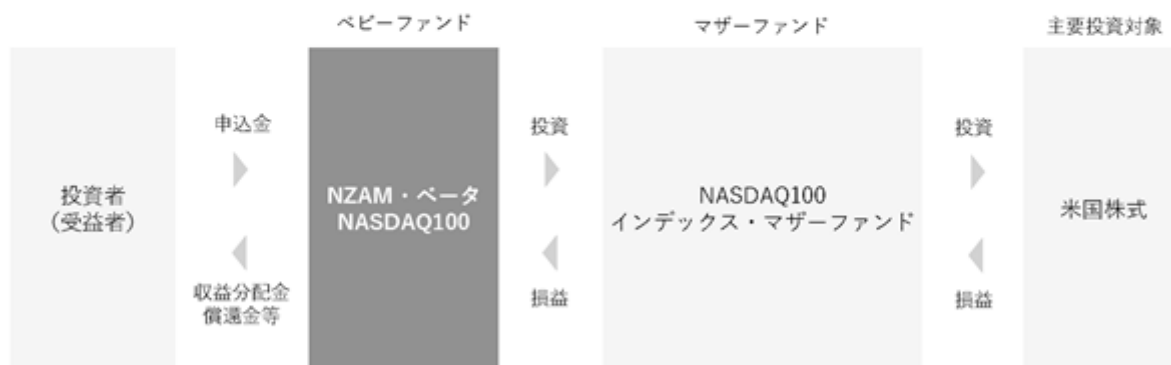 ベビーファンド
マザーファンド
主要投資対象
投資者
（受益者）
申込金
収益分配金
償還金等
NZAM・ベータ
NASDAQ100
投資
損益
NASDAQ100
インデックス・マザーファンド
投資
損益
米国株式